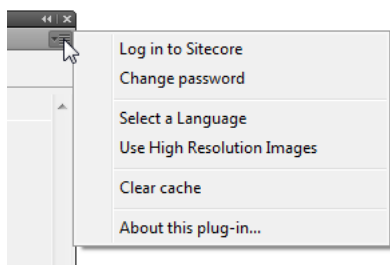 Log in to Sitecore
Change password
Select a Language
Use High Resolution Images
Clear cache
About this plug-in...